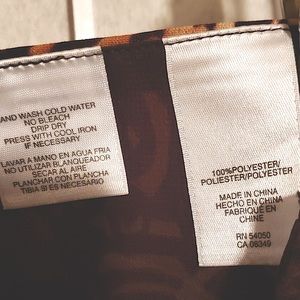 AND WASH COLD WATER
NO BLEACH
DRIP DRY
PRESS WITH COOL IRON
IF NECESSARY
LAVAR A MANO EN AGUA FRIA
NO UTILIZAR BLANQUEADOR
SECAR AL AIRE
PLANCHAR CON PLANCHA
TIBIA SI ES NECESARIO
100%POLYESTER/
POLIESTER/POLYESTER
MADE IN CHINA
HECHO EN CHINA
FABRIQUÉ EN
CHINE
RN 54050
CA 08349